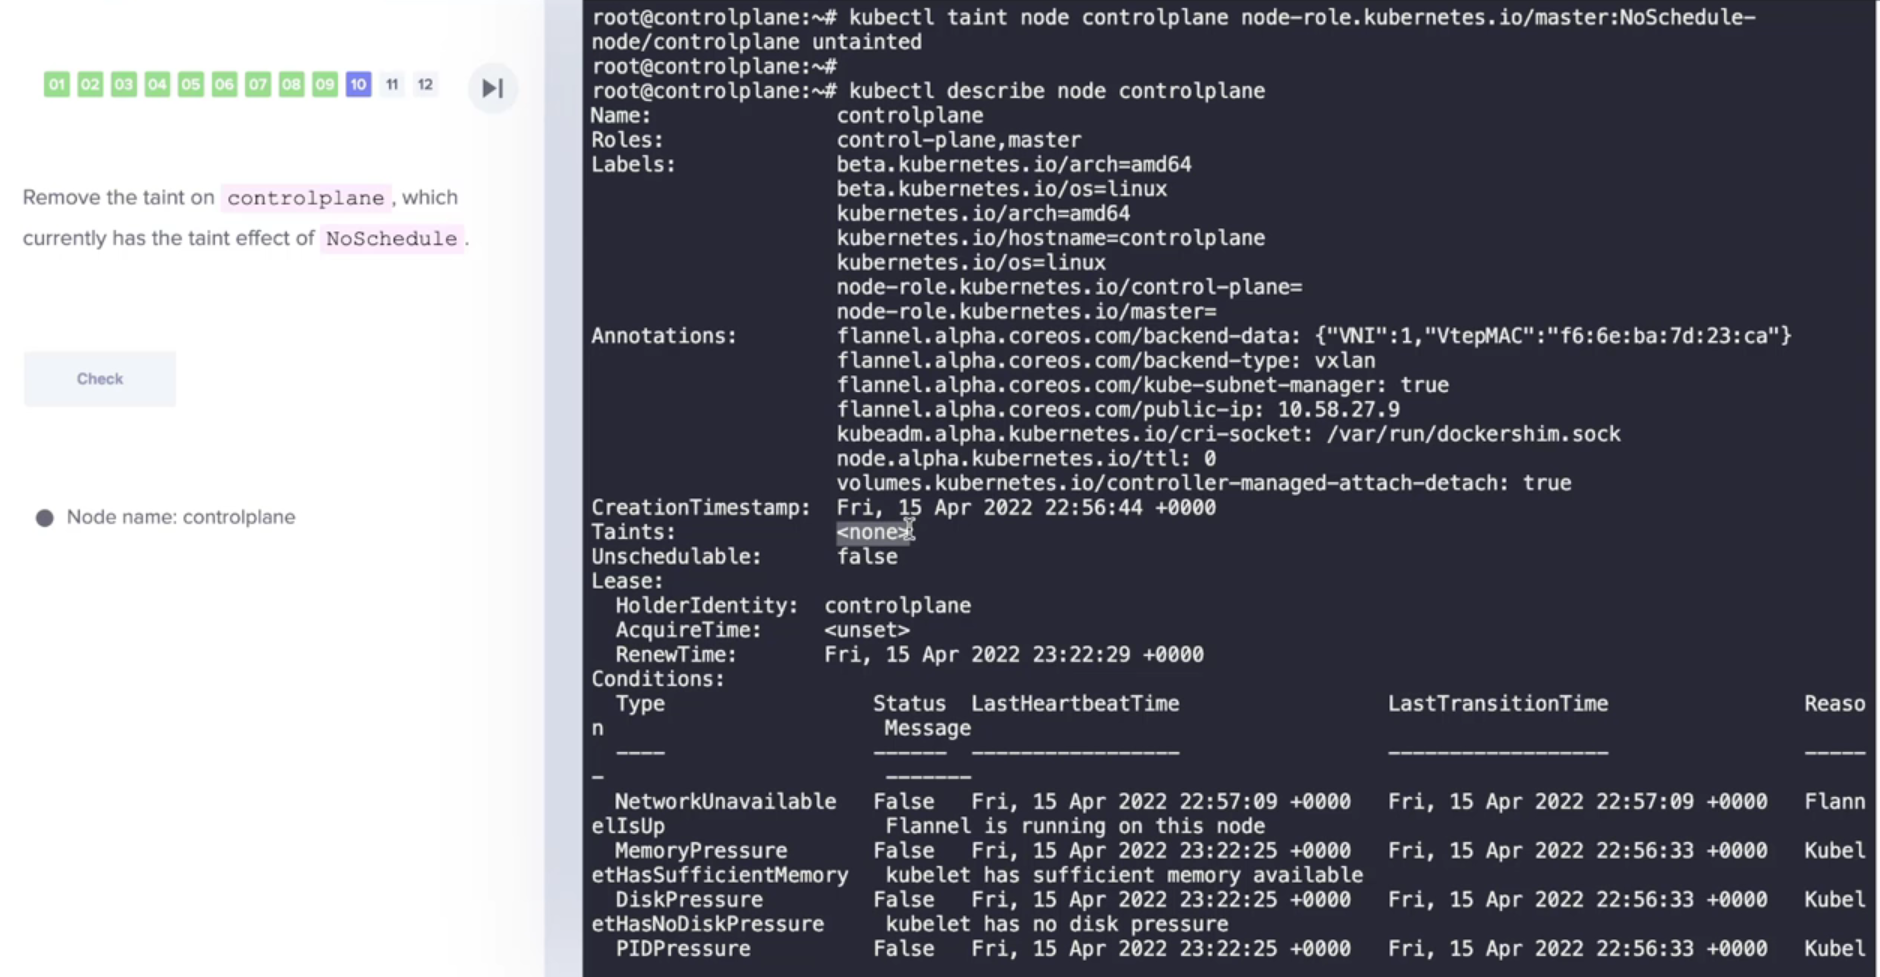 01 02 03 04 05 06 07 08 09 10 11 12
Remove the taint on controlplane, which
currently has the taint effect of NoSchedule.
Check
Node name: controlplane
root@controlplane:~# kubectl taint node controlplane node-role.kubernetes.io/master:NoSchedule-
node/controlplane untainted
root@controlplane:~#
root@controlplane:~# kubectl describe node controlplane
Name: controlplane
Roles: control-plane,master
Labels: beta.kubernetes.io/arch=amd64
beta.kubernetes.io/os=linux
kubernetes.io/arch=amd64
kubernetes.io/hostname=controlplane
kubernetes.io/os=linux
node-role.kubernetes.io/control-plane=
node-role.kubernetes.io/master=
Annotations: flannel.alpha.coreos.com/backend-data: {"VNI":1,"VtepMAC":"f6:6e:ba:7d:23:ca"}
flannel.alpha.coreos.com/backend-type: vxlan
flannel.alpha.coreos.com/kube-subnet-manager: true
flannel.alpha.coreos.com/public-ip: 10.58.27.9
kubeadm.alpha.kubernetes.io/cri-socket: /var/run/dockershim.sock
node.alpha.kubernetes.io/ttl: 0
volumes.kubernetes.io/controller-managed-attach-detach: true
CreationTimestamp: Fri, 15 Apr 2022 22:56:44 +0000
Taints: <none>
Unschedulable: false
Lease:
HolderIdentity: controlplane
AcquireTime: <unset>
RenewTime: Fri, 15 Apr 2022 23:22:29 +0000
Conditions:
Type Status LastHeartbeatTime LastTransitionTime Reaso
n Message
---- ------ ----------------- ------------------ -----
- -------
NetworkUnavailable False Fri, 15 Apr 2022 22:57:09 +0000 Fri, 15 Apr 2022 22:57:09 +0000 Flann
elIsUp Flannel is running on this node
MemoryPressure False Fri, 15 Apr 2022 23:22:25 +0000 Fri, 15 Apr 2022 22:56:33 +0000 Kubel
etHasSufficientMemory kubelet has sufficient memory available
DiskPressure False Fri, 15 Apr 2022 23:22:25 +0000 Fri, 15 Apr 2022 22:56:33 +0000 Kubel
etHasNoDiskPressure kubelet has no disk pressure
PIDPressure False Fri, 15 Apr 2022 23:22:25 +0000 Fri, 15 Apr 2022 22:56:33 +0000 Kubel